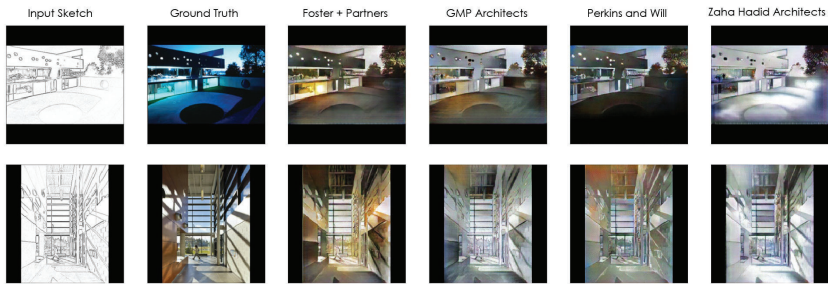 Input Sketch
Ground Truth
Foster + Partners
GMP Architects
Perkins and Will
Zaha Hadid Architects